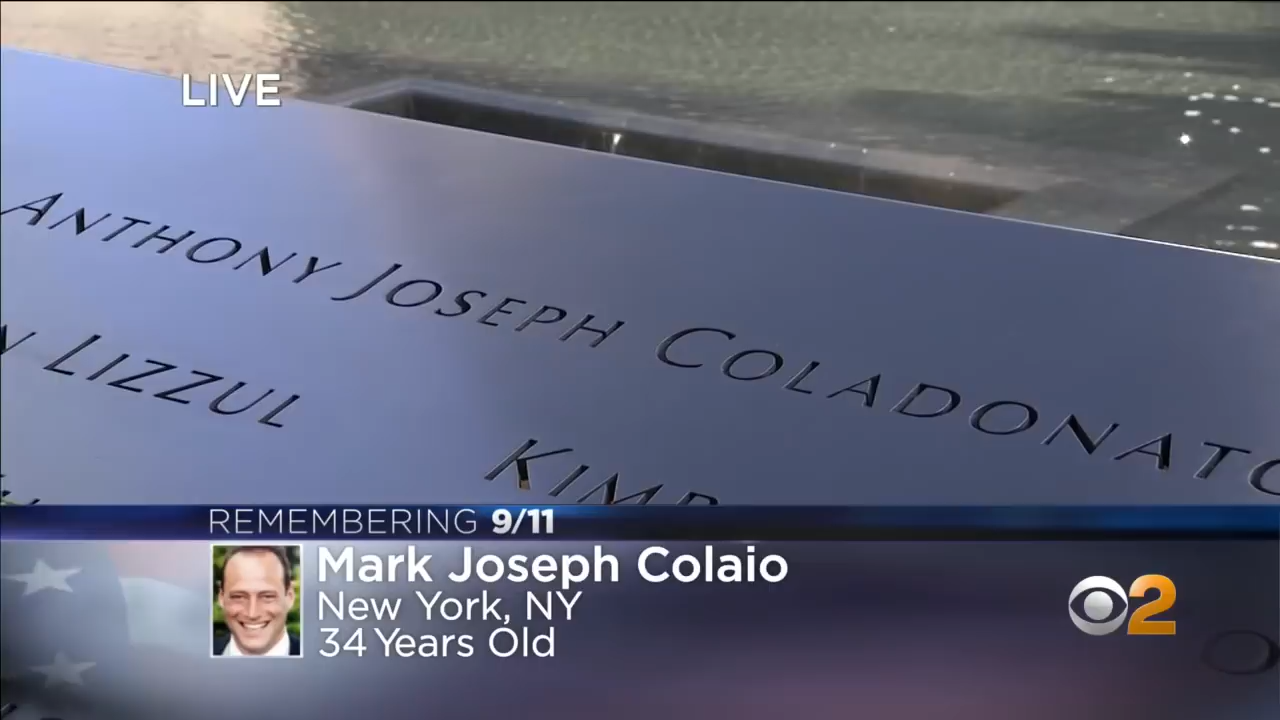 LIVE
ANTHONY JOSEPH COLADONATO
LIZZUL
REMEMBERING 9/11
Mark Joseph Colaio
New York, NY
34 Years Old
2